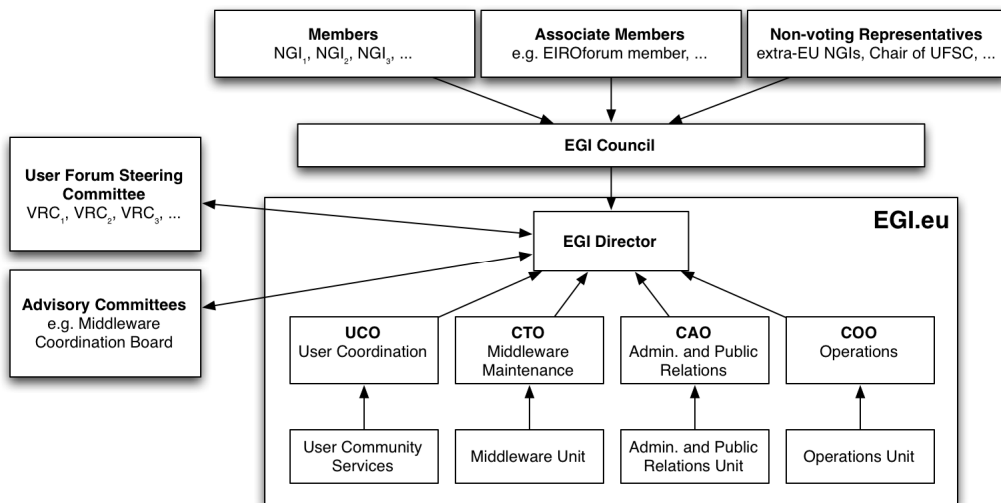 Members
NGI₁, NGI₂, NGI₃, ...
Associate Members
e.g. EIROforum member, ...
Non-voting Representatives
extra-EU NGIs, Chair of UFSC, ...
EGI Council
User Forum Steering
Committee
VRC₁, VRC₂, VRC₃, ...
EGI.eu
EGI Director
Advisory Committees
e.g. Middleware
Coordination Board
UCO
User Coordination
CTO
Middleware
Maintenance
CAO
Admin. and Public
Relations
COO
Operations
User Community
Services
Middleware Unit
Admin. and Public
Relations Unit
Operations Unit